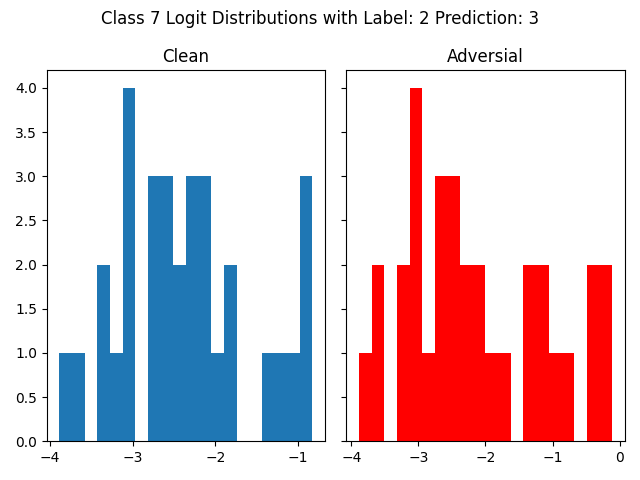 Class 7 Logit Distributions with Label: 2 Prediction: 3
Clean
Adversial
4.0
3.5
3.0
2.5
2.0
1.5
1.0
0.5
0.0
−4 −3 −2 −1
−4 −3 −2 −1 0